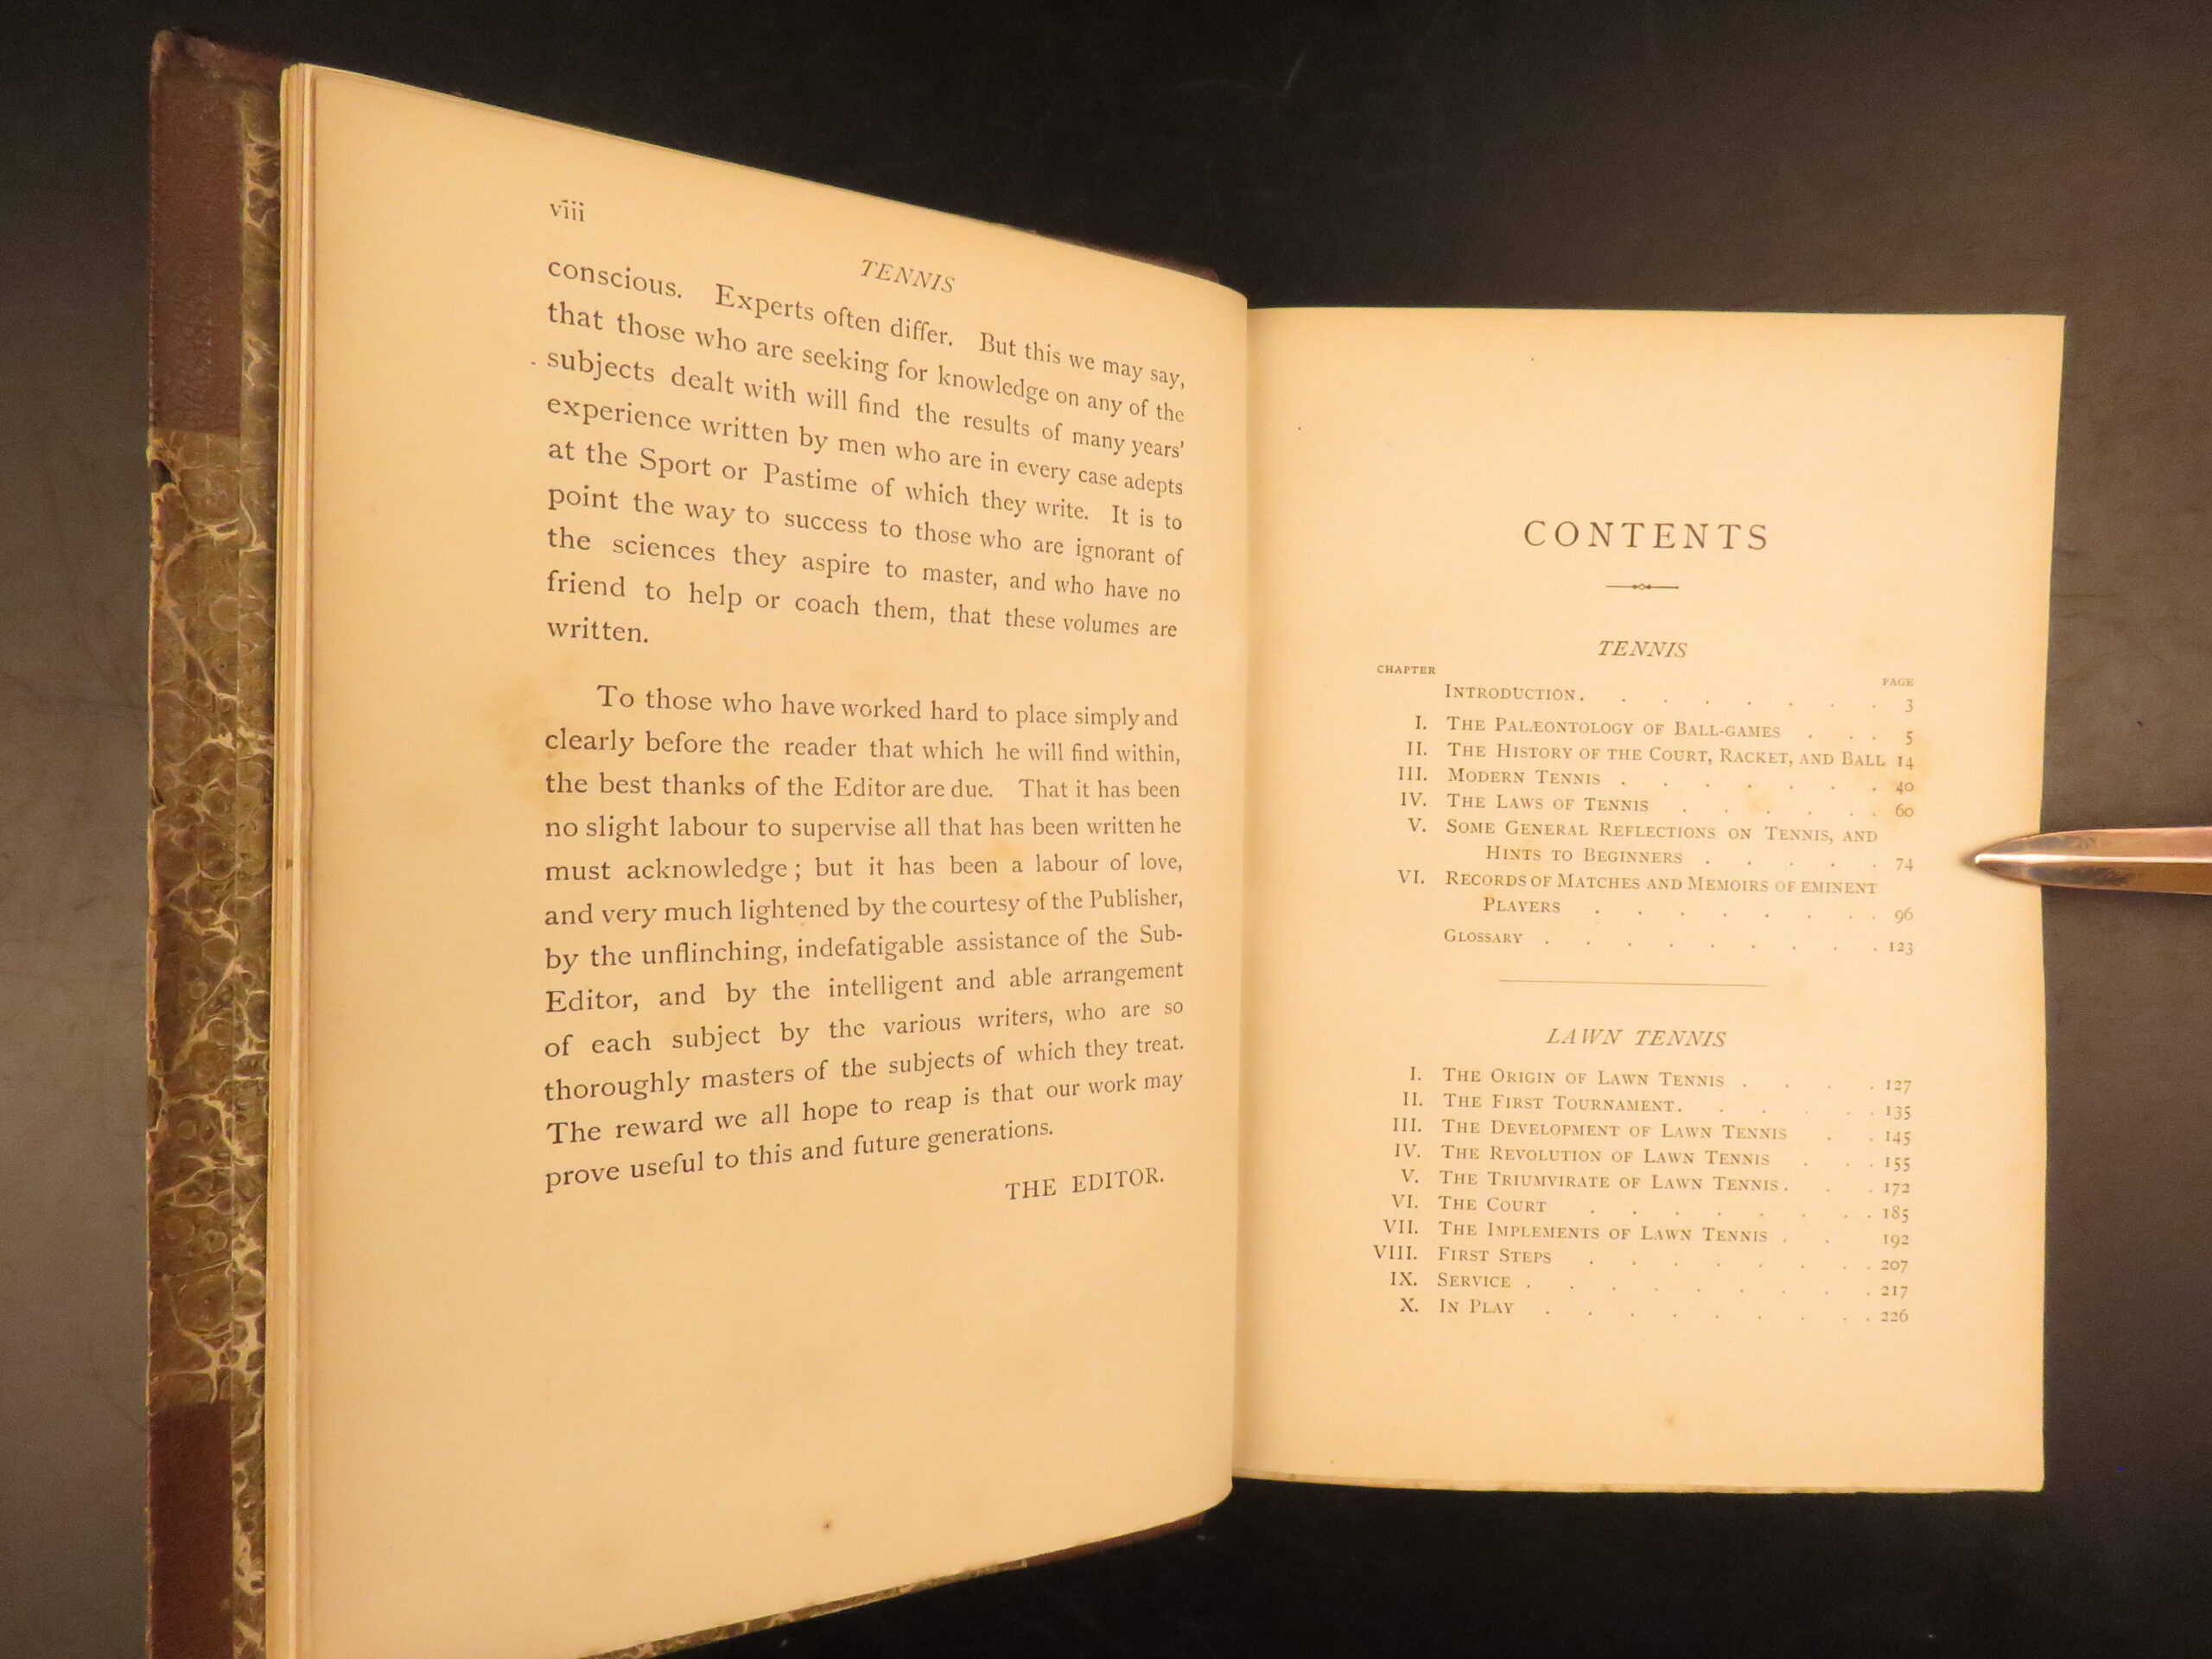 viii
TENNIS
conscious. Experts often differ. But this we may say,
that those who are seeking for knowledge on any of the
subjects dealt with will find the results of many years'
experience written by men who are in every case adepts
at the Sport or Pastime of which they write. It is to
point the way to success to those who are ignorant of
the sciences they aspire to master, and who have no
friend to help or coach them, that these volumes are
written.
To those who have worked hard to place simply and
clearly before the reader that which he will find within,
the best thanks of the Editor are due. That it has been
no slight labour to supervise all that has been written he
must acknowledge; but it has been a labour of love,
and very much lightened by the courtesy of the Publisher,
by the unflinching, indefatigable assistance of the Sub-
Editor, and by the intelligent and able arrangement
of each subject by the various writers, who are so
thoroughly masters of the subjects of which they treat.
The reward we all hope to reap is that our work may
prove useful to this and future generations.
THE EDITOR.
CONTENTS
TENNIS
CHAPTER PAGE
INTRODUCTION . . . . . . . . 3
I. THE PALÆONTOLOGY OF BALL-GAMES . . . 5
II. THE HISTORY OF THE COURT, RACKET, AND BALL 14
III. MODERN TENNIS . . . . . . . 40
IV. THE LAWS OF TENNIS . . . . . . 60
V. SOME GENERAL REFLECTIONS ON TENNIS, AND
HINTS TO BEGINNERS . . . . . 74
VI. RECORDS OF MATCHES AND MEMOIRS OF EMINENT
PLAYERS . . . . . . . . 96
GLOSSARY . . . . . . . . . 123
LAWN TENNIS
I. THE ORIGIN OF LAWN TENNIS . . . . 127
II. THE FIRST TOURNAMENT . . . . . 135
III. THE DEVELOPMENT OF LAWN TENNIS . . 145
IV. THE REVOLUTION OF LAWN TENNIS . . . 155
V. THE TRIUMVIRATE OF LAWN TENNIS . . . 172
VI. THE COURT . . . . . . . . 185
VII. THE IMPLEMENTS OF LAWN TENNIS . . 192
VIII. FIRST STEPS . . . . . . . . 207
IX. SERVICE . . . . . . . . . 217
X. IN PLAY . . . . . . . . . 226